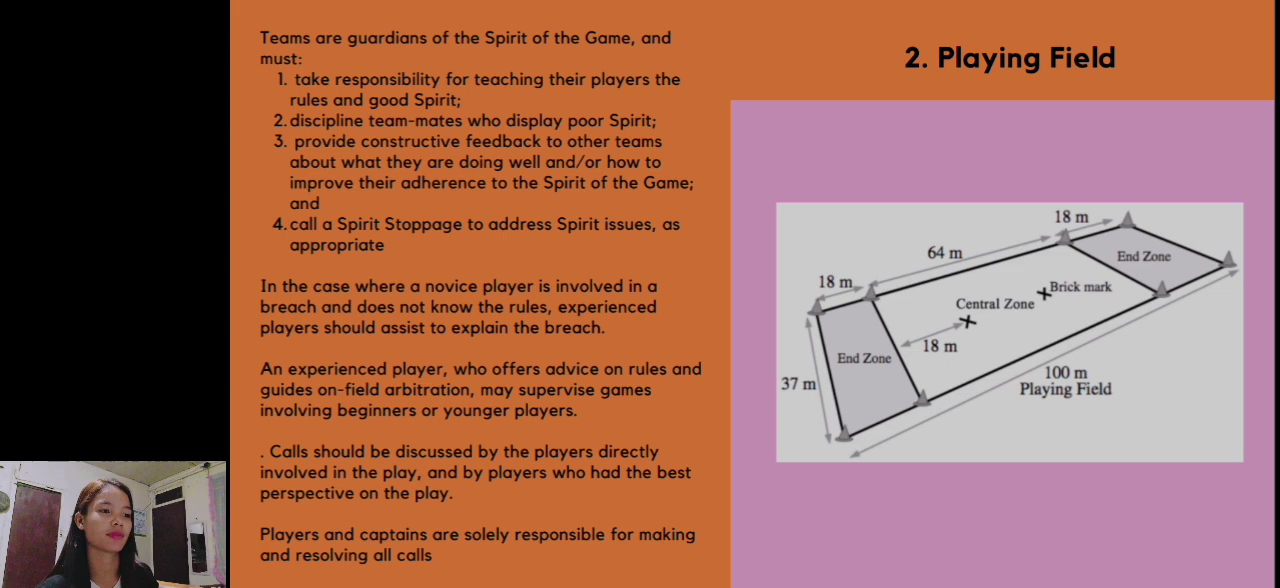 Teams are guardians of the Spirit of the Game, and
must:
1. take responsibility for teaching their players the
rules and good Spirit;
2. discipline team-mates who display poor Spirit;
3. provide constructive feedback to other teams
about what they are doing well and/or how to
improve their adherence to the Spirit of the Game;
and
4. call a Spirit Stoppage to address Spirit issues, as
appropriate
In the case where a novice player is involved in a
breach and does not know the rules, experienced
players should assist to explain the breach.
An experienced player, who offers advice on rules and
guides on-field arbitration, may supervise games
involving beginners or younger players.
. Calls should be discussed by the players directly
involved in the play, and by players who had the best
perspective on the play.
Players and captains are solely responsible for making
and resolving all calls
2. Playing Field
18 m
64 m
End Zone
18 m
Brick mark
Central Zone
18 m
End Zone
37 m
100 m
Playing Field